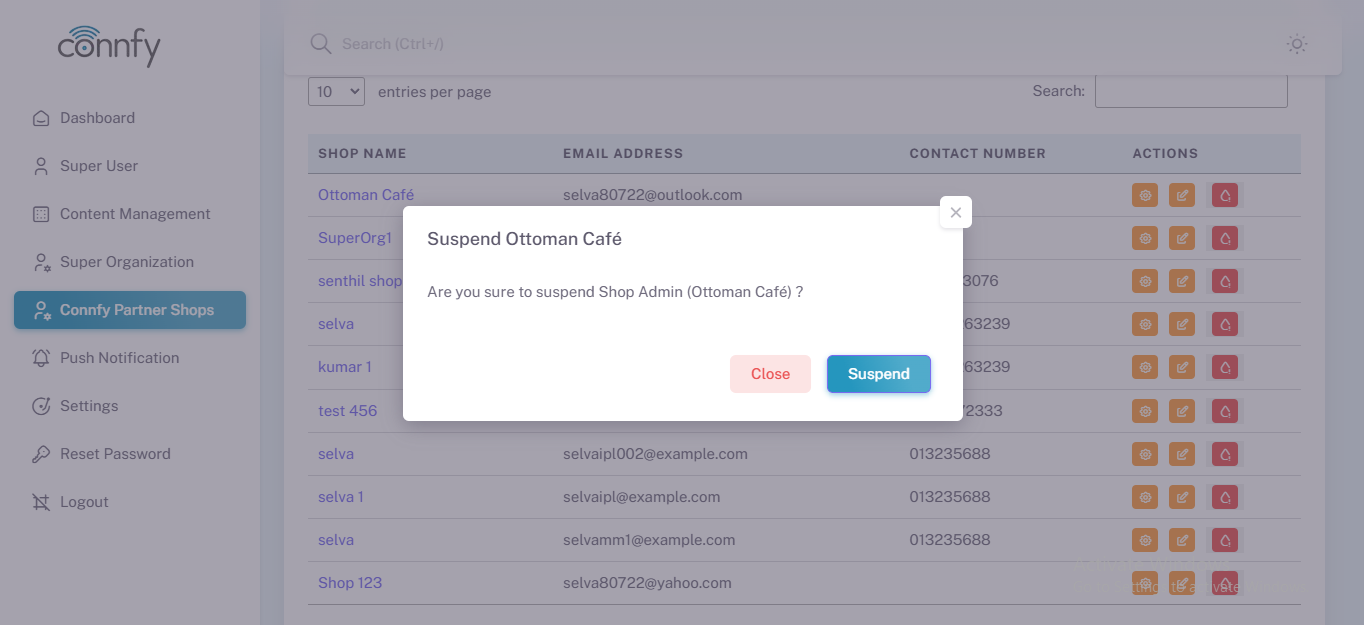 connfy
Search (Ctrl+/)
Dashboard
Super User
Content Management
Super Organization
Connfy Partner Shops
Push Notification
Settings
Reset Password
Logout
10 entries per page
Search:
SHOP NAME EMAIL ADDRESS CONTACT NUMBER ACTIONS
Ottoman Café selva80722@outlook.com
SuperOrg1
senthil shop 3076
selva 63239
kumar 1 63239
test 456 2333
selva selvaipl002@example.com 013235688
selva 1 selvaipl@example.com 013235688
selva selvamm1@example.com 013235688
Shop 123 selva80722@yahoo.com
Suspend Ottoman Café
Are you sure to suspend Shop Admin (Ottoman Café) ?
Close Suspend